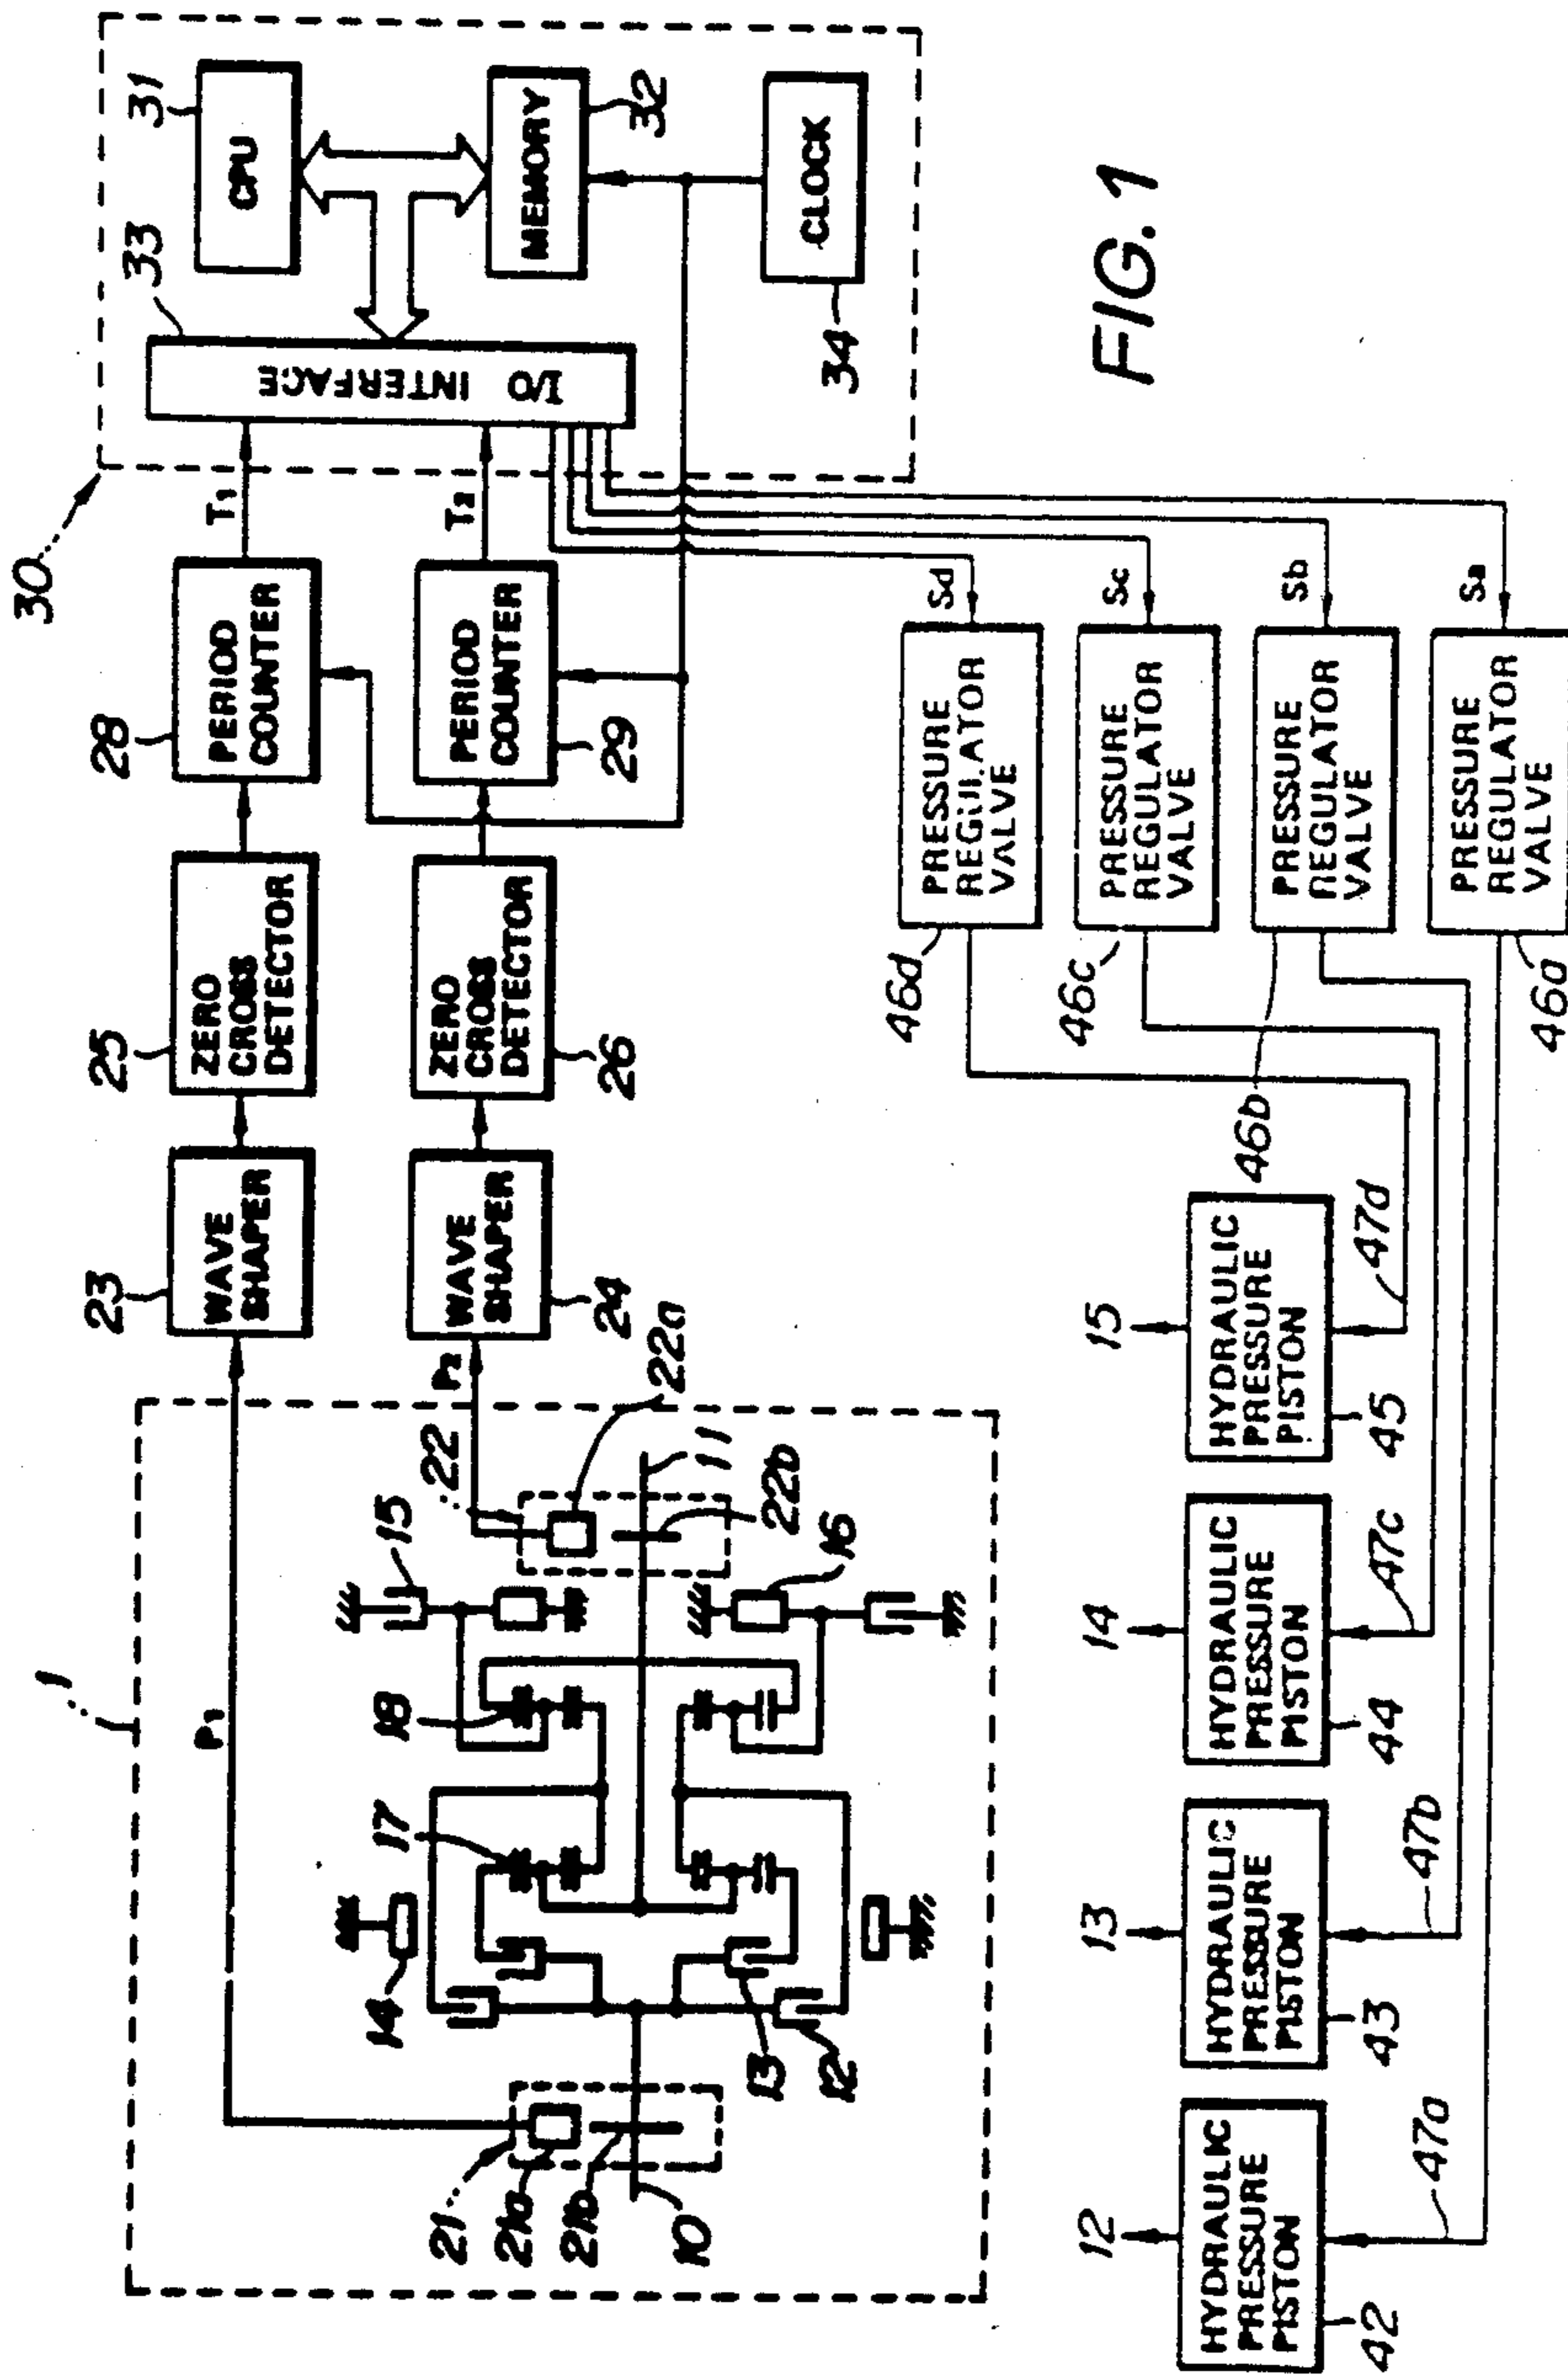 1
P1
23
WAVE
SHAPER
25
ZERO
CROSS
DETECTOR
28
PERIOD
COUNTER
T1
30
33
I/O INTERFACE
31
CPU
MEMORY
32
CLOCK
34
P2
WAVE
SHAPER
24
ZERO
CROSS
DETECTOR
26
PERIOD
COUNTER
29
T2
21
21a
21b
10
14
17
18
15
22
22a
11
22b
16
13
12
Sd
PRESSURE
REGULATOR
VALVE
46d
Sc
PRESSURE
REGULATOR
VALVE
46c
Sb
PRESSURE
REGULATOR
VALVE
46b
Sa
PRESSURE
REGULATOR
VALVE
46a
12
HYDRAULIC
PRESSURE
PISTON
42
47a
13
HYDRAULIC
PRESSURE
PISTON
43
47b
14
HYDRAULIC
PRESSURE
PISTON
44
47c
15
HYDRAULIC
PRESSURE
PISTON
45
47d
FIG. 1